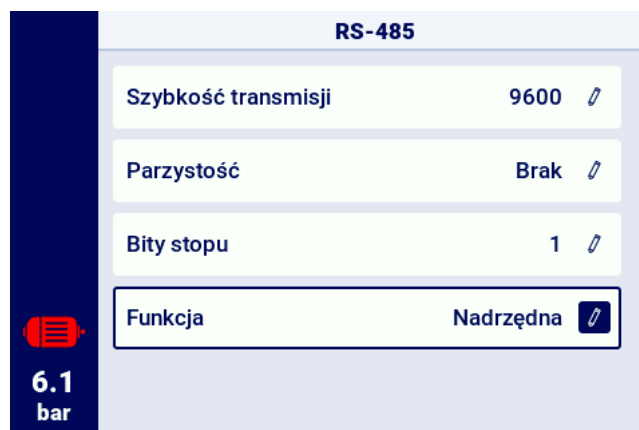 RS-485
Szybkość transmisji 9600
Parzystość Brak
Bity stopu 1
Funkcja Nadrzędna
6.1
bar